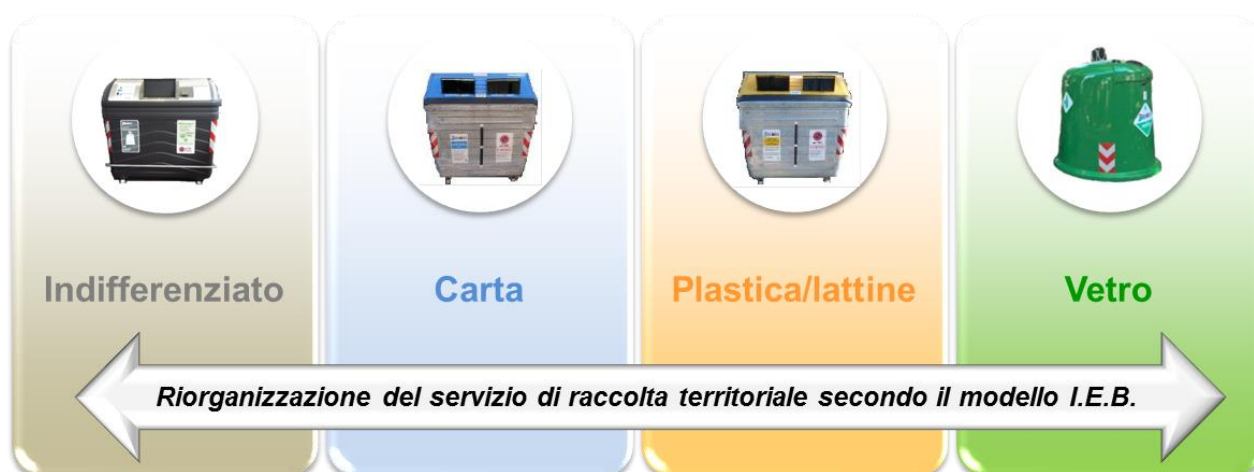 Indifferenziato
Carta
Plastica/lattine
Vetro
Riorganizzazione del servizio di raccolta territoriale secondo il modello I.E.B.